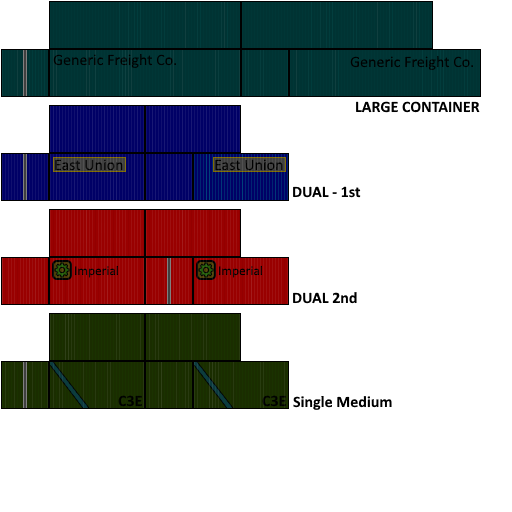 Generic Freight Co.
Generic Freight Co.
LARGE CONTAINER
East Union
East Union
DUAL - 1st
Imperial
Imperial
DUAL 2nd
C3E
C3E
Single Medium